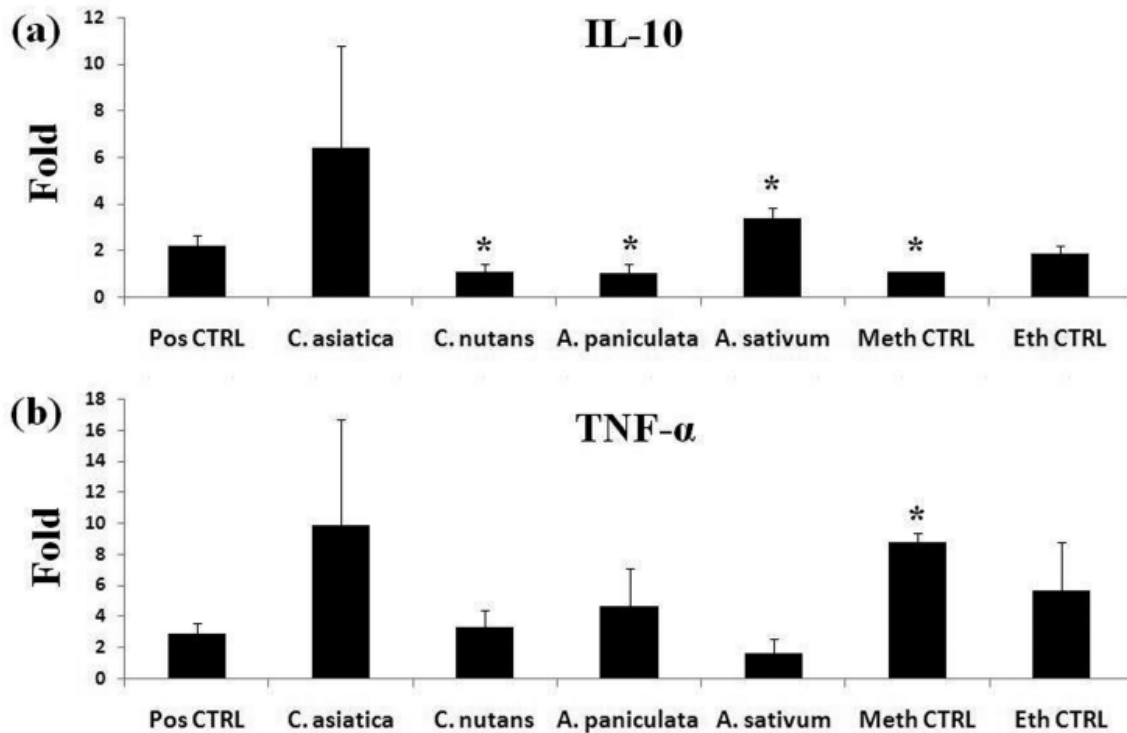 (a)
IL-10
Fold
12
10
8
6
4
2
0
* * * *
Pos CTRL C. asiatica C. nutans A. paniculata A. sativum Meth CTRL Eth CTRL
(b)
TNF-α
Fold
18
16
14
12
10
8
6
4
2
0
*
Pos CTRL C. asiatica C. nutans A. paniculata A. sativum Meth CTRL Eth CTRL